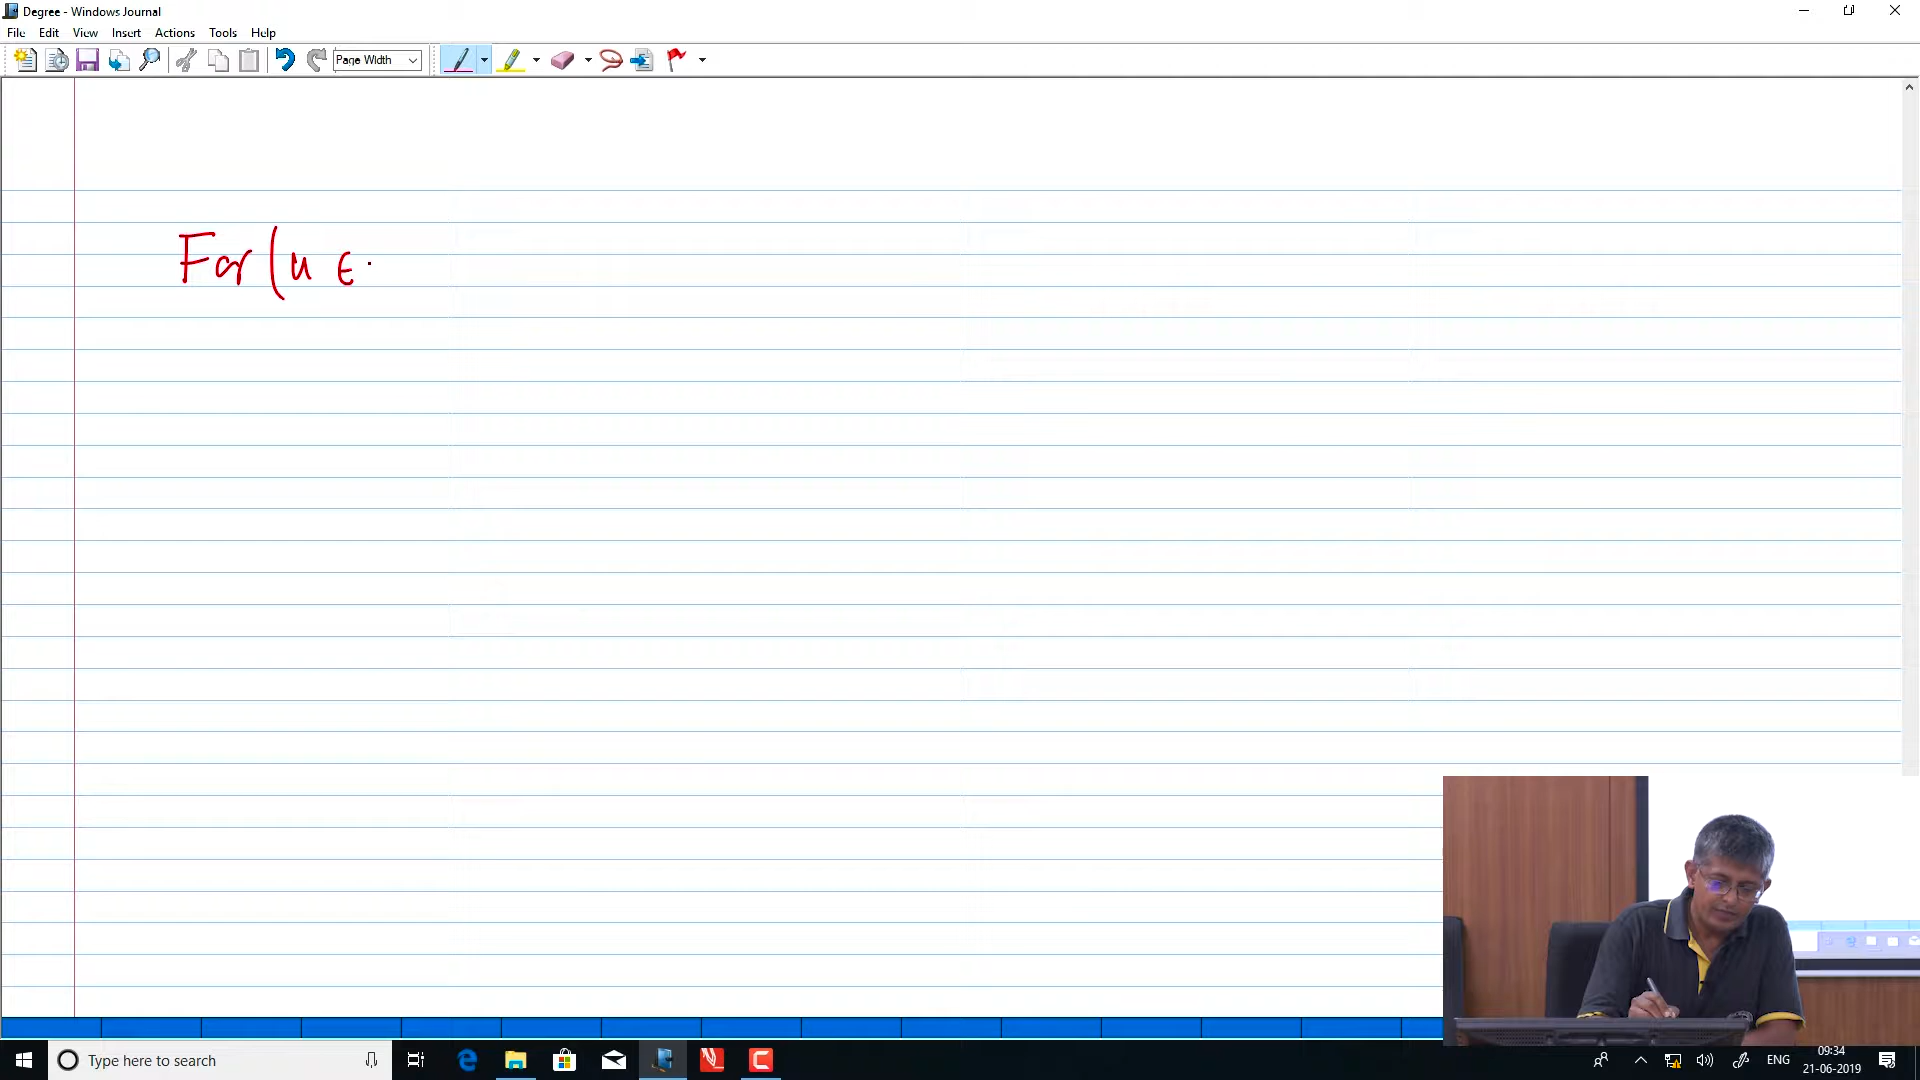 Degree - Windows Journal
File Edit View Insert Actions Tools Help
Page Width
For (u ∈
Type here to search
ENG
09:34
21-06-2019